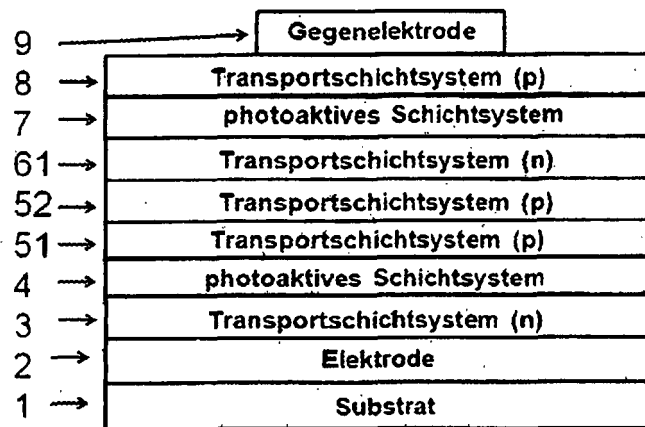 9 Gegenelektrode
8 Transportschichtsystem (p)
7 photoaktives Schichtsystem
61 Transportschichtsystem (n)
52 Transportschichtsystem (p)
51 Transportschichtsystem (p)
4 photoaktives Schichtsystem
3 Transportschichtsystem (n)
2 Elektrode
1 Substrat